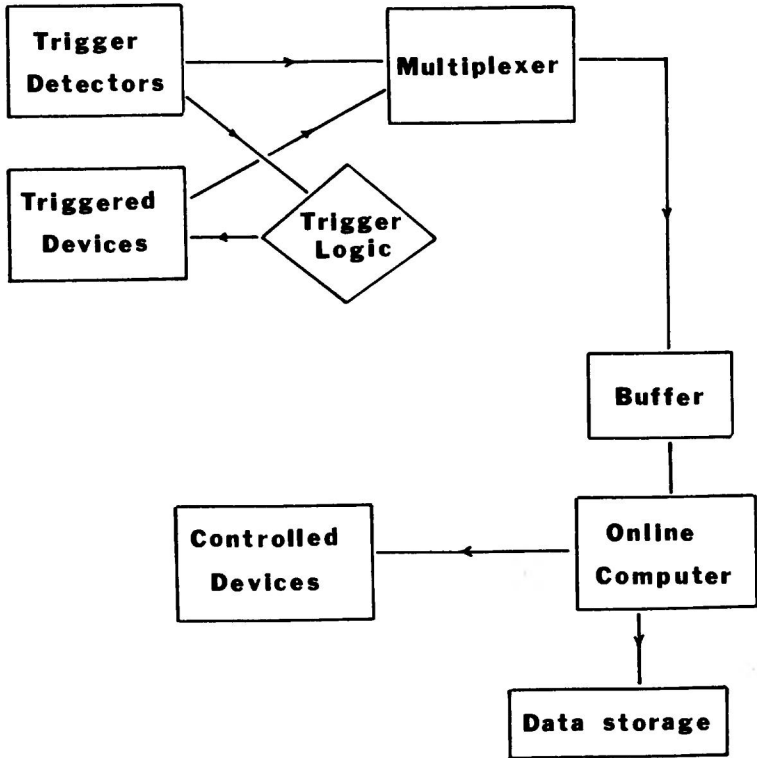 Trigger
Detectors
Multiplexer
Triggered
Devices
Trigger
Logic
Buffer
Controlled
Devices
Online
Computer
Data storage